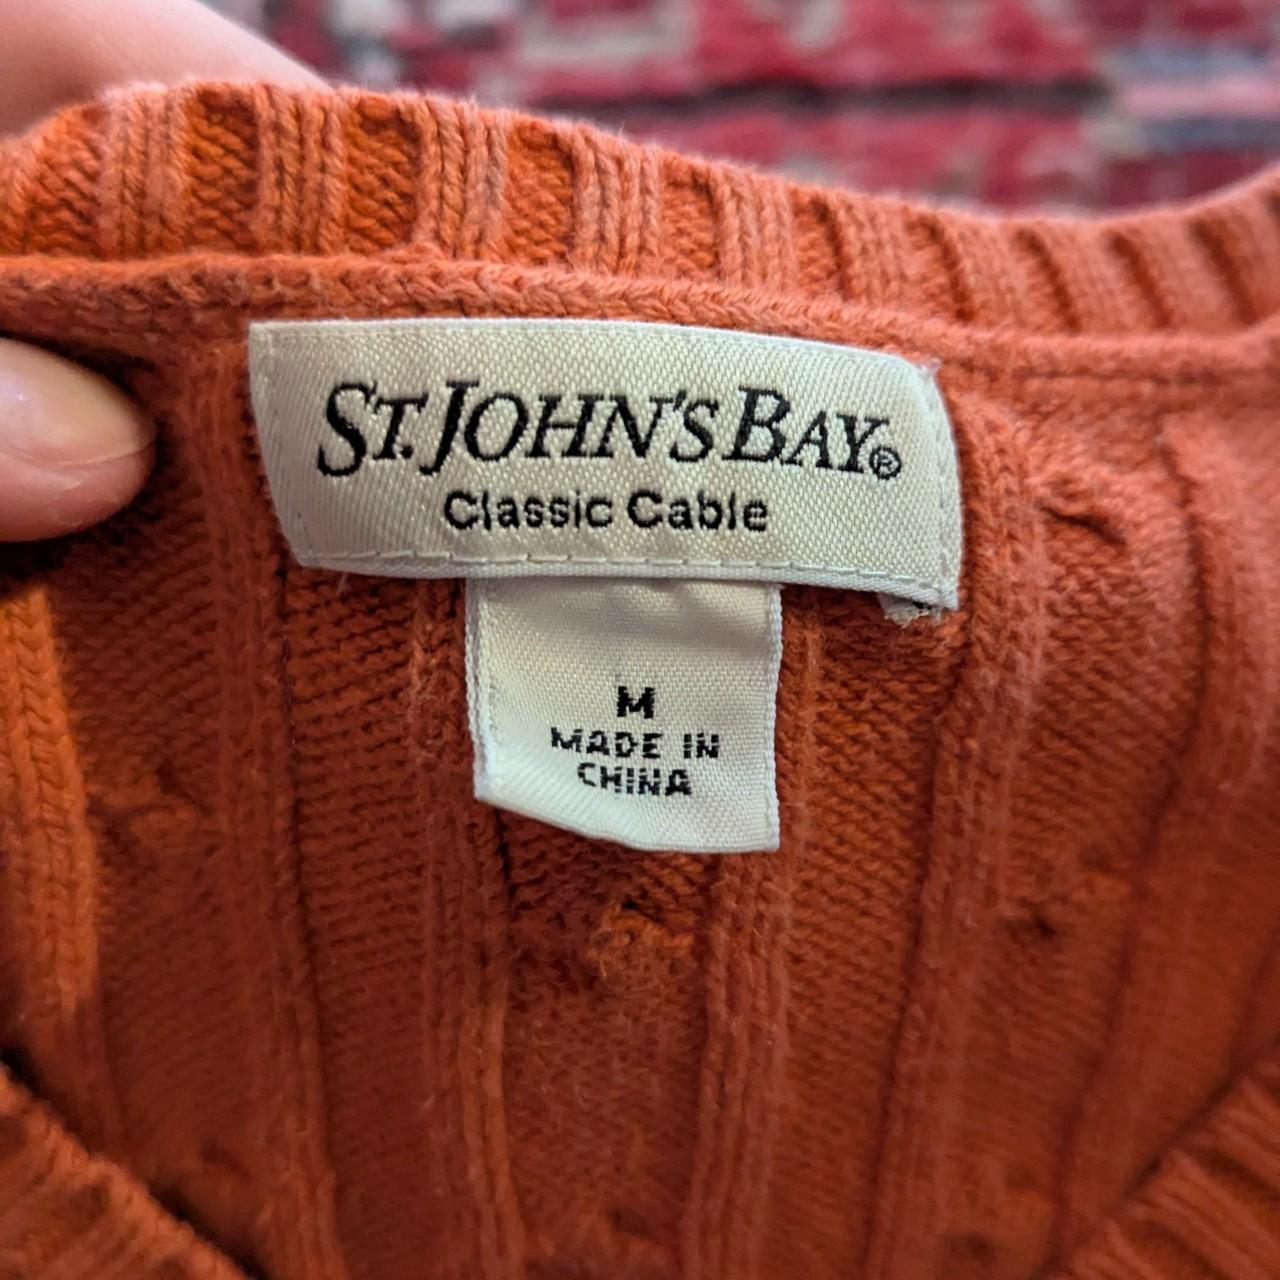 ST. JOHN'S BAY®
Classic Cable
M
MADE IN
CHINA